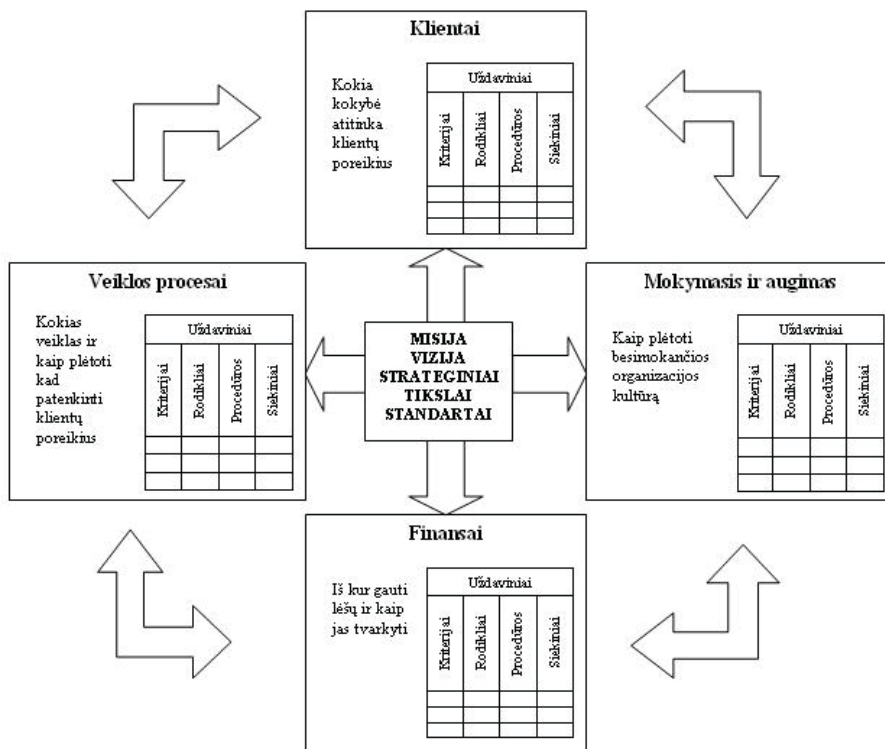 Klientai
Kokia
kokybė
atitinka
klientų
poreikius
Uždaviniai
Kriterijai
Rodikliai
Procedūros
Siekiniai
Veiklos procesai
Kokias
veiklas ir
kaip plėtoti
kad
patenkinti
klientų
poreikius
Uždaviniai
Kriterijai
Rodikliai
Procedūros
Siekiniai
MISIJA
VIZIJA
STRATEGINIAI
TIKSLAI
STANDARTAI
Mokymasis ir augimas
Kaip plėtoti
besimokančios
organizacijos
kultūrą
Uždaviniai
Kriterijai
Rodikliai
Procedūros
Siekiniai
Finansai
Iš kur gauti
lėšų ir kaip
jas tvarkyti
Uždaviniai
Kriterijai
Rodikliai
Procedūros
Siekiniai